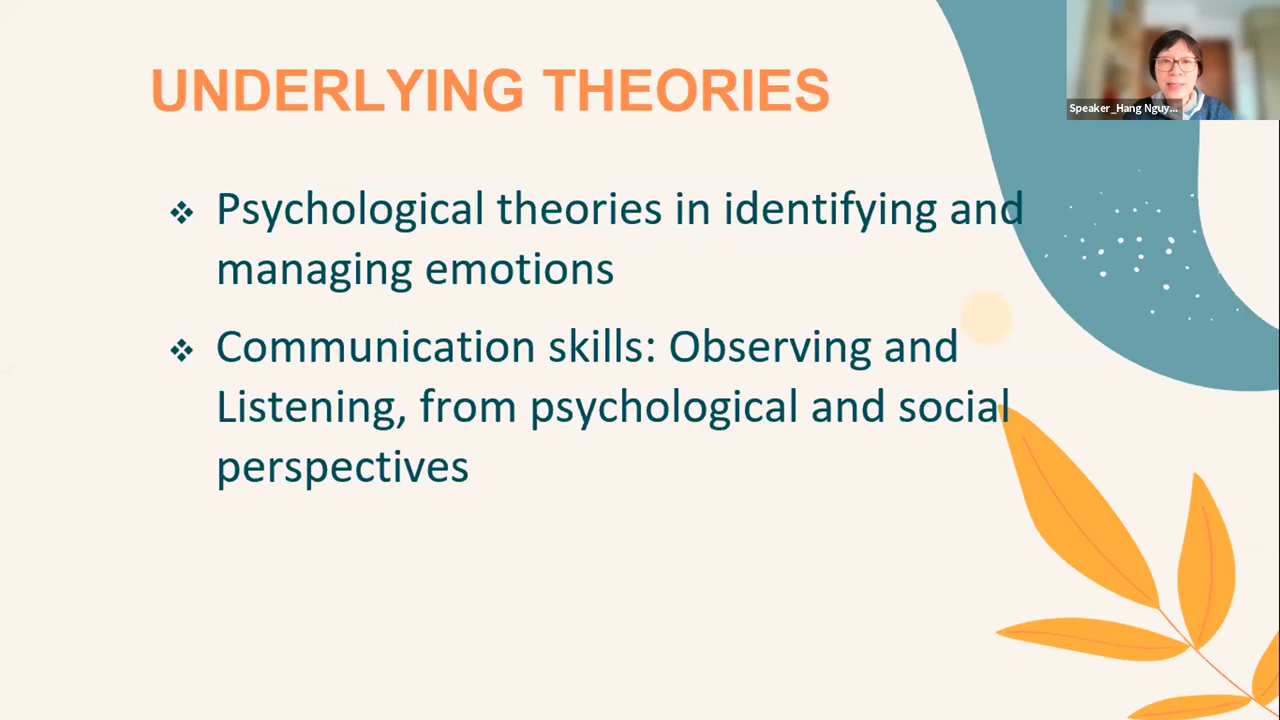 UNDERLYING THEORIES
Speaker_Hang Nguy...
❖ Psychological theories in identifying and
managing emotions
❖ Communication skills: Observing and
Listening, from psychological and social
perspectives